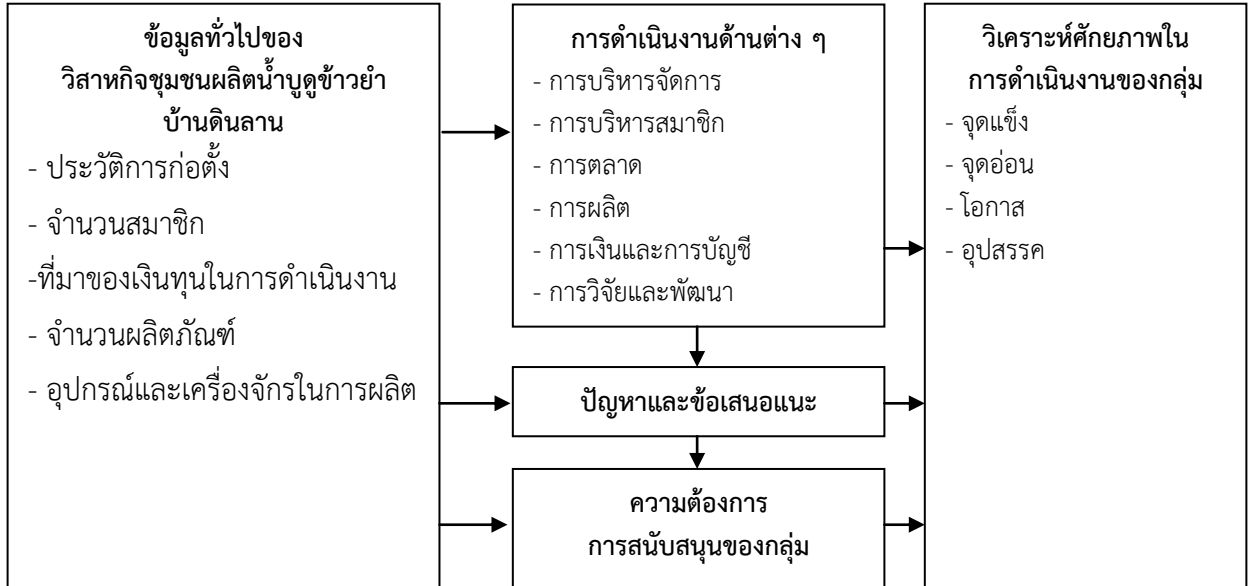 ข้อมูลทั่วไปของ
วิสาหกิจชุมชนผลิตน้ำบูดูข้าวยำ
บ้านดินลาน
- ประวัติการก่อตั้ง
- จำนวนสมาชิก
-ที่มาของเงินทุนในการดำเนินงาน
- จำนวนผลิตภัณฑ์
- อุปกรณ์และเครื่องจักรในการผลิต
การดำเนินงานด้านต่าง ๆ
- การบริหารจัดการ
- การบริหารสมาชิก
- การตลาด
- การผลิต
- การเงินและการบัญชี
- การวิจัยและพัฒนา
ปัญหาและข้อเสนอแนะ
ความต้องการ
การสนับสนุนของกลุ่ม
วิเคราะห์ศักยภาพใน
การดำเนินงานของกลุ่ม
- จุดแข็ง
- จุดอ่อน
- โอกาส
- อุปสรรค